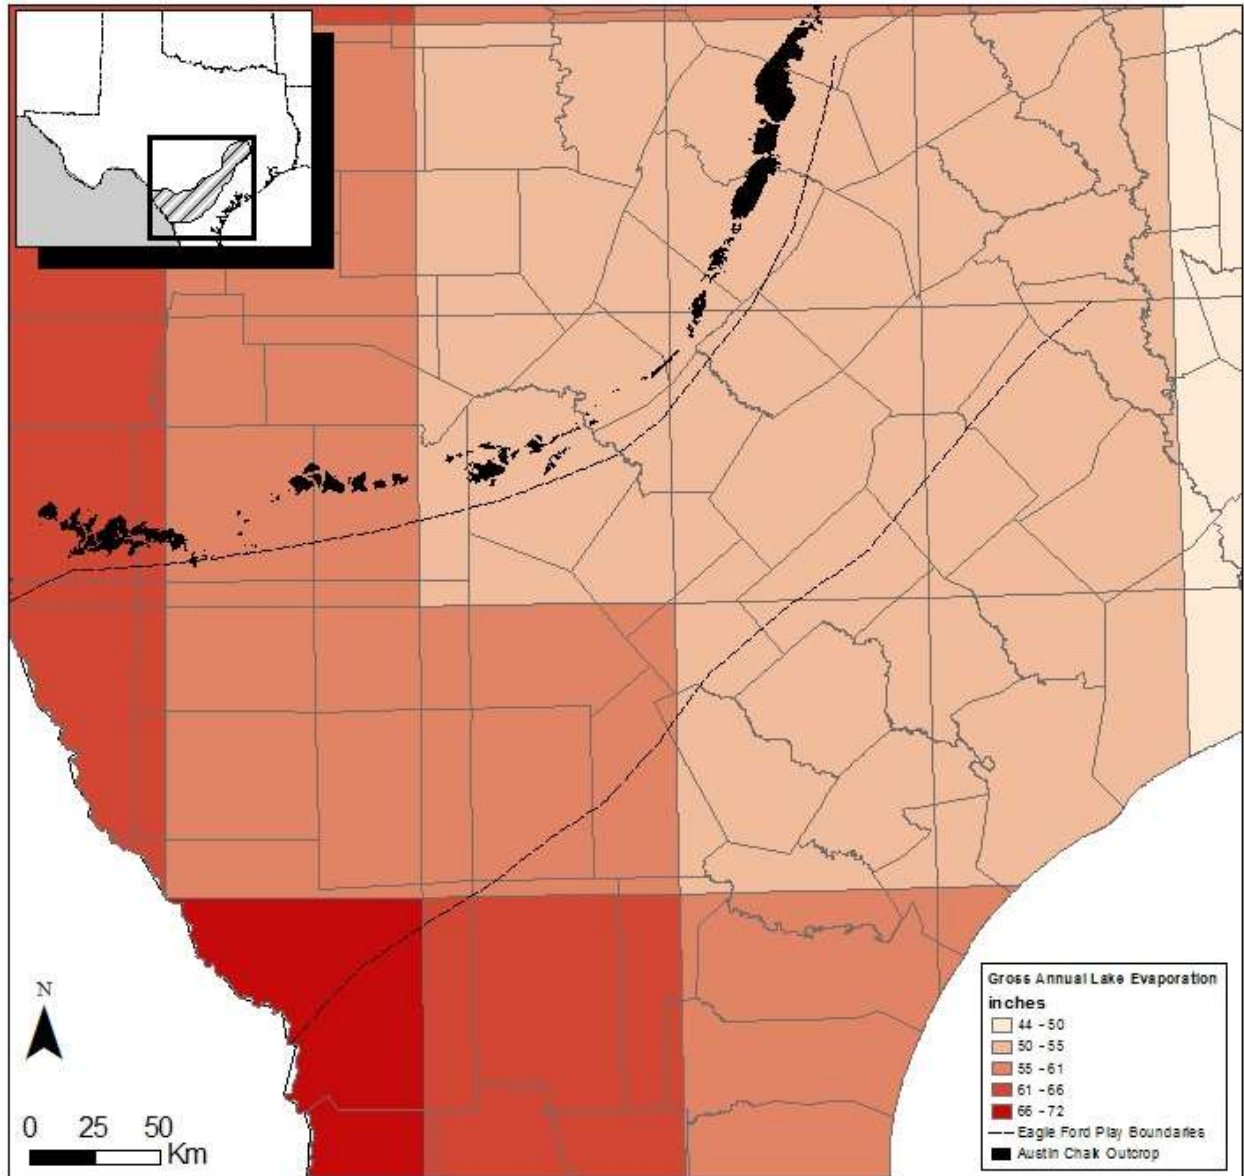 N
0 25 50
Km
Gross Annual Lake Evaporation
inches
44 - 50
50 - 55
55 - 61
61 - 66
66 - 72
Eagle Ford Play Boundaries
Austin Chalk Outcrop